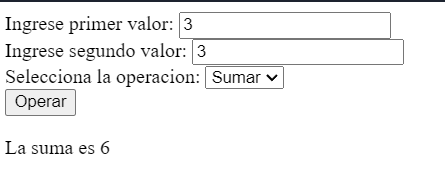 Ingrese primer valor: 3
Ingrese segundo valor: 3
Selecciona la operacion: Sumar
Operar
La suma es 6